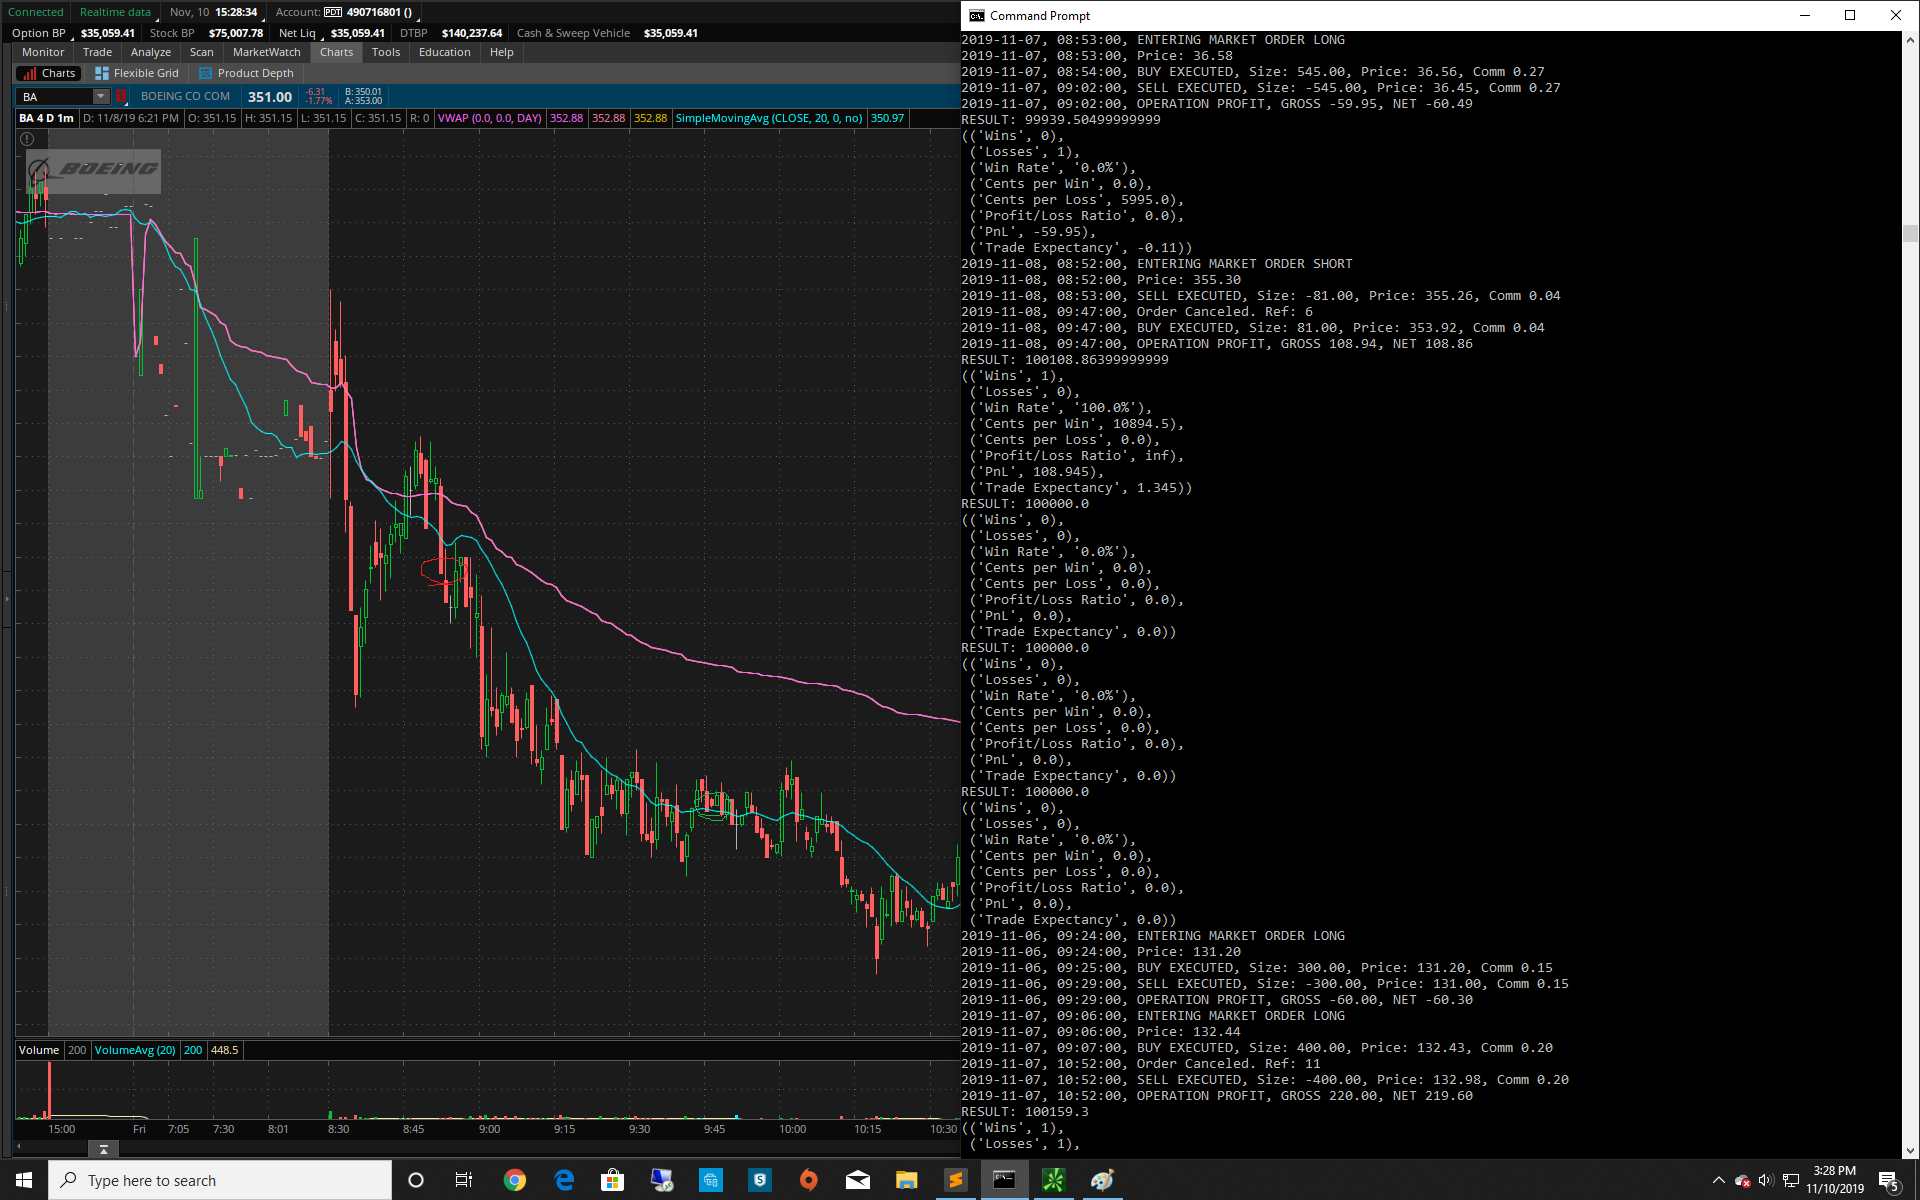 Connected Realtime data Nov, 10 15:28:34 Account: PDT 490716801 ()
Option BP $35,059.41 Stock BP $75,007.78 Net Liq $35,059.41 DTBP $140,237.64 Cash & Sweep Vehicle $35,059.41
Monitor Trade Analyze Scan MarketWatch Charts Tools Education Help
Charts Flexible Grid Product Depth
BA BOEING CO COM 351.00 -6.31 -1.77% B: 350.01 A: 353.00
BA 4 D 1m D: 11/8/19 6:21 PM O: 351.15 H: 351.15 L: 351.15 C: 351.15 R: 0 VWAP (0.0, 0.0, DAY) 352.88 352.88 352.88 SimpleMovingAvg (CLOSE, 20, 0, no) 350.97
BOEING
Volume 200 VolumeAvg (20) 200 448.5
15:00 Fri 7:05 7:30 8:01 8:30 8:45 9:00 9:15 9:30 9:45 10:00 10:15 10:30
Command Prompt
2019-11-07, 08:53:00, ENTERING MARKET ORDER LONG
2019-11-07, 08:53:00, Price: 36.58
2019-11-07, 08:54:00, BUY EXECUTED, Size: 545.00, Price: 36.56, Comm 0.27
2019-11-07, 09:02:00, SELL EXECUTED, Size: -545.00, Price: 36.45, Comm 0.27
2019-11-07, 09:02:00, OPERATION PROFIT, GROSS -59.95, NET -60.49
RESULT: 99939.50499999999
(('Wins', 0),
('Losses', 1),
('Win Rate', '0.0%'),
('Cents per Win', 0.0),
('Cents per Loss', 5995.0),
('Profit/Loss Ratio', 0.0),
('PnL', -59.95),
('Trade Expectancy', -0.11))
2019-11-08, 08:52:00, ENTERING MARKET ORDER SHORT
2019-11-08, 08:52:00, Price: 355.30
2019-11-08, 08:53:00, SELL EXECUTED, Size: -81.00, Price: 355.26, Comm 0.04
2019-11-08, 09:47:00, Order Canceled. Ref: 6
2019-11-08, 09:47:00, BUY EXECUTED, Size: 81.00, Price: 353.92, Comm 0.04
2019-11-08, 09:47:00, OPERATION PROFIT, GROSS 108.94, NET 108.86
RESULT: 100108.86399999999
(('Wins', 1),
('Losses', 0),
('Win Rate', '100.0%'),
('Cents per Win', 10894.5),
('Cents per Loss', 0.0),
('Profit/Loss Ratio', inf),
('PnL', 108.945),
('Trade Expectancy', 1.345))
RESULT: 100000.0
(('Wins', 0),
('Losses', 0),
('Win Rate', '0.0%'),
('Cents per Win', 0.0),
('Cents per Loss', 0.0),
('Profit/Loss Ratio', 0.0),
('PnL', 0.0),
('Trade Expectancy', 0.0))
RESULT: 100000.0
(('Wins', 0),
('Losses', 0),
('Win Rate', '0.0%'),
('Cents per Win', 0.0),
('Cents per Loss', 0.0),
('Profit/Loss Ratio', 0.0),
('PnL', 0.0),
('Trade Expectancy', 0.0))
RESULT: 100000.0
(('Wins', 0),
('Losses', 0),
('Win Rate', '0.0%'),
('Cents per Win', 0.0),
('Cents per Loss', 0.0),
('Profit/Loss Ratio', 0.0),
('PnL', 0.0),
('Trade Expectancy', 0.0))
2019-11-06, 09:24:00, ENTERING MARKET ORDER LONG
2019-11-06, 09:24:00, Price: 131.20
2019-11-06, 09:25:00, BUY EXECUTED, Size: 300.00, Price: 131.20, Comm 0.15
2019-11-06, 09:29:00, SELL EXECUTED, Size: -300.00, Price: 131.00, Comm 0.15
2019-11-06, 09:29:00, OPERATION PROFIT, GROSS -60.00, NET -60.30
2019-11-07, 09:06:00, ENTERING MARKET ORDER LONG
2019-11-07, 09:06:00, Price: 132.44
2019-11-07, 09:07:00, BUY EXECUTED, Size: 400.00, Price: 132.43, Comm 0.20
2019-11-07, 10:52:00, Order Canceled. Ref: 11
2019-11-07, 10:52:00, SELL EXECUTED, Size: -400.00, Price: 132.98, Comm 0.20
2019-11-07, 10:52:00, OPERATION PROFIT, GROSS 220.00, NET 219.60
RESULT: 100159.3
(('Wins', 1),
('Losses', 1),
Type here to search
3:28 PM
11/10/2019
5